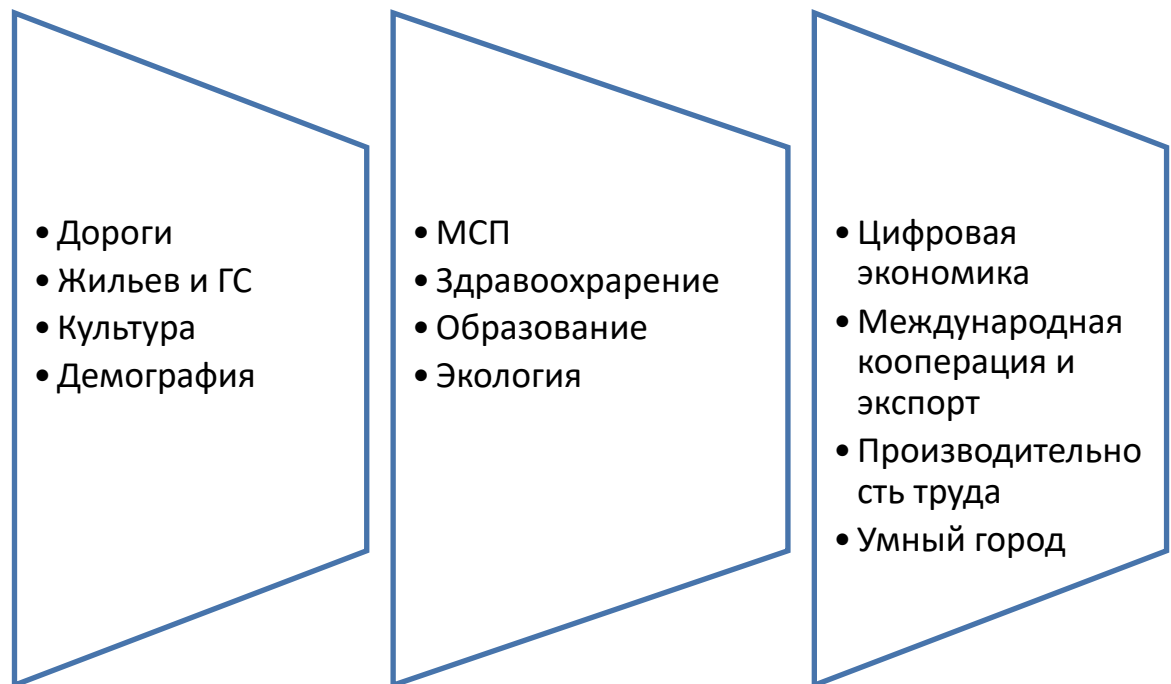 • Дороги
• Жильев и ГС
• Культура
• Демография
• МСП
• Здравоохрарение
• Образование
• Экология
• Цифровая
экономика
• Международная
кооперация и
экспорт
• Производительно
сть труда
• Умный город